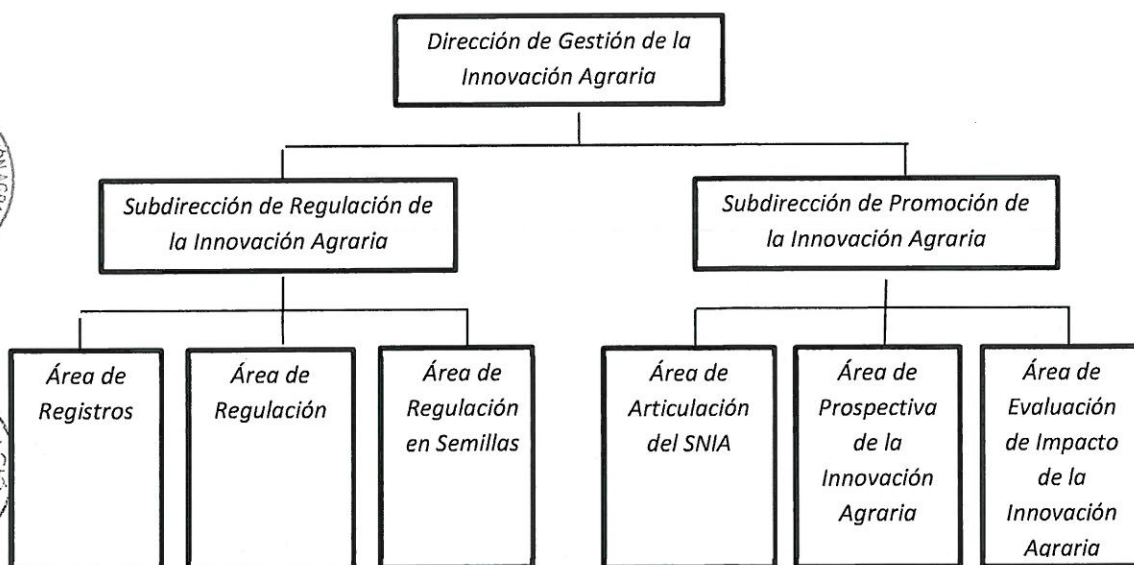 Dirección de Gestión de la
Innovación Agraria
Subdirección de Regulación de
la Innovación Agraria
Subdirección de Promoción de
la Innovación Agraria
Área de
Registros
Área de
Regulación
Área de
Regulación
en Semillas
Área de
Articulación
del SNIA
Área de
Prospectiva
de la
Innovación
Agraria
Área de
Evaluación
de Impacto
de la
Innovación
Agraria